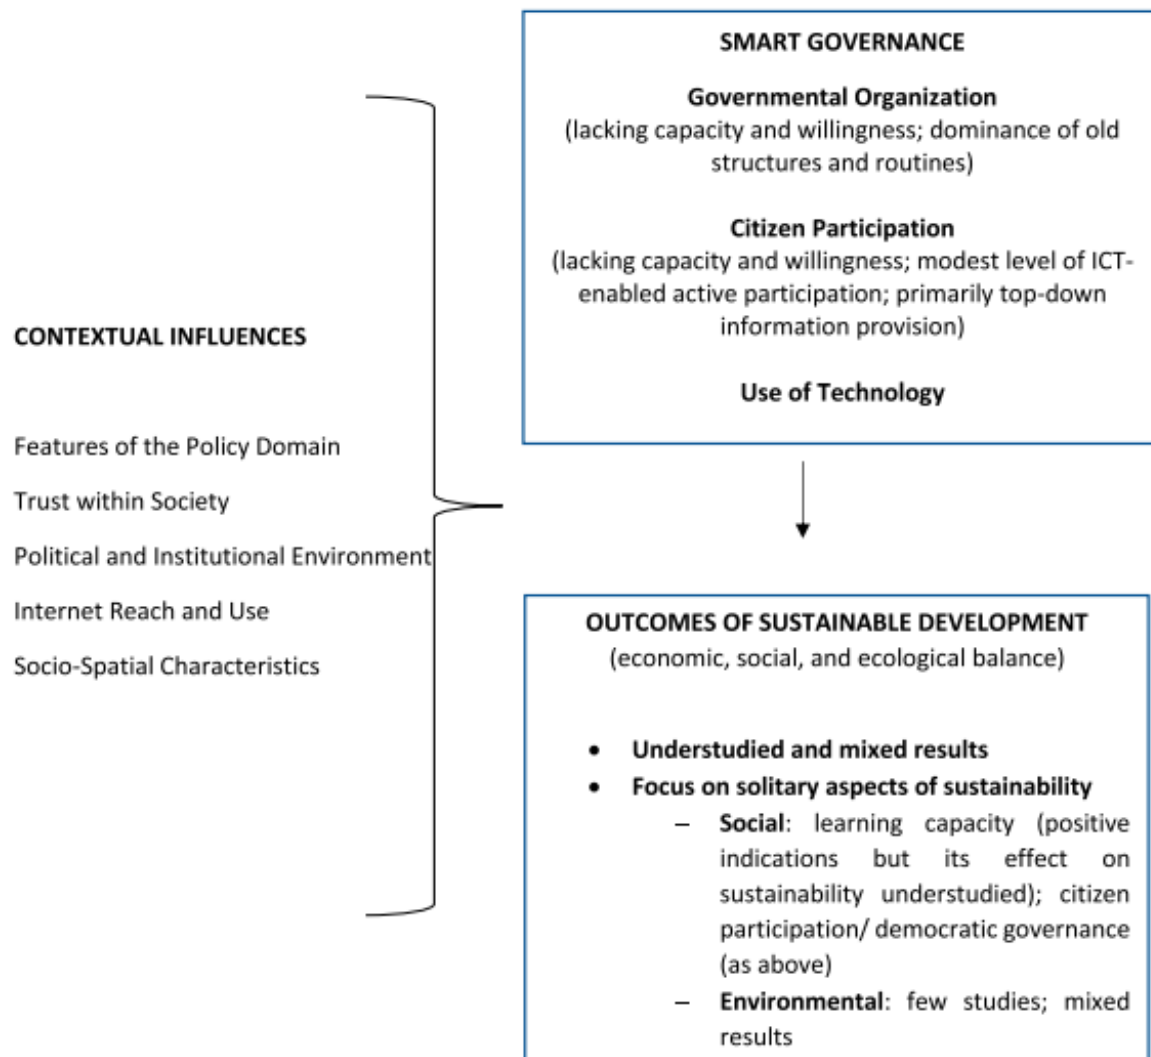 SMART GOVERNANCE
Governmental Organization
(lacking capacity and willingness; dominance of old
structures and routines)
Citizen Participation
(lacking capacity and willingness; modest level of ICT-
enabled active participation; primarily top-down
information provision)
Use of Technology
CONTEXTUAL INFLUENCES
Features of the Policy Domain
Trust within Society
Political and Institutional Environment
Internet Reach and Use
Socio-Spatial Characteristics
OUTCOMES OF SUSTAINABLE DEVELOPMENT
(economic, social, and ecological balance)
• Understudied and mixed results
• Focus on solitary aspects of sustainability
– Social: learning capacity (positive
indications but its effect on
sustainability understudied); citizen
participation/ democratic governance
(as above)
– Environmental: few studies; mixed
results